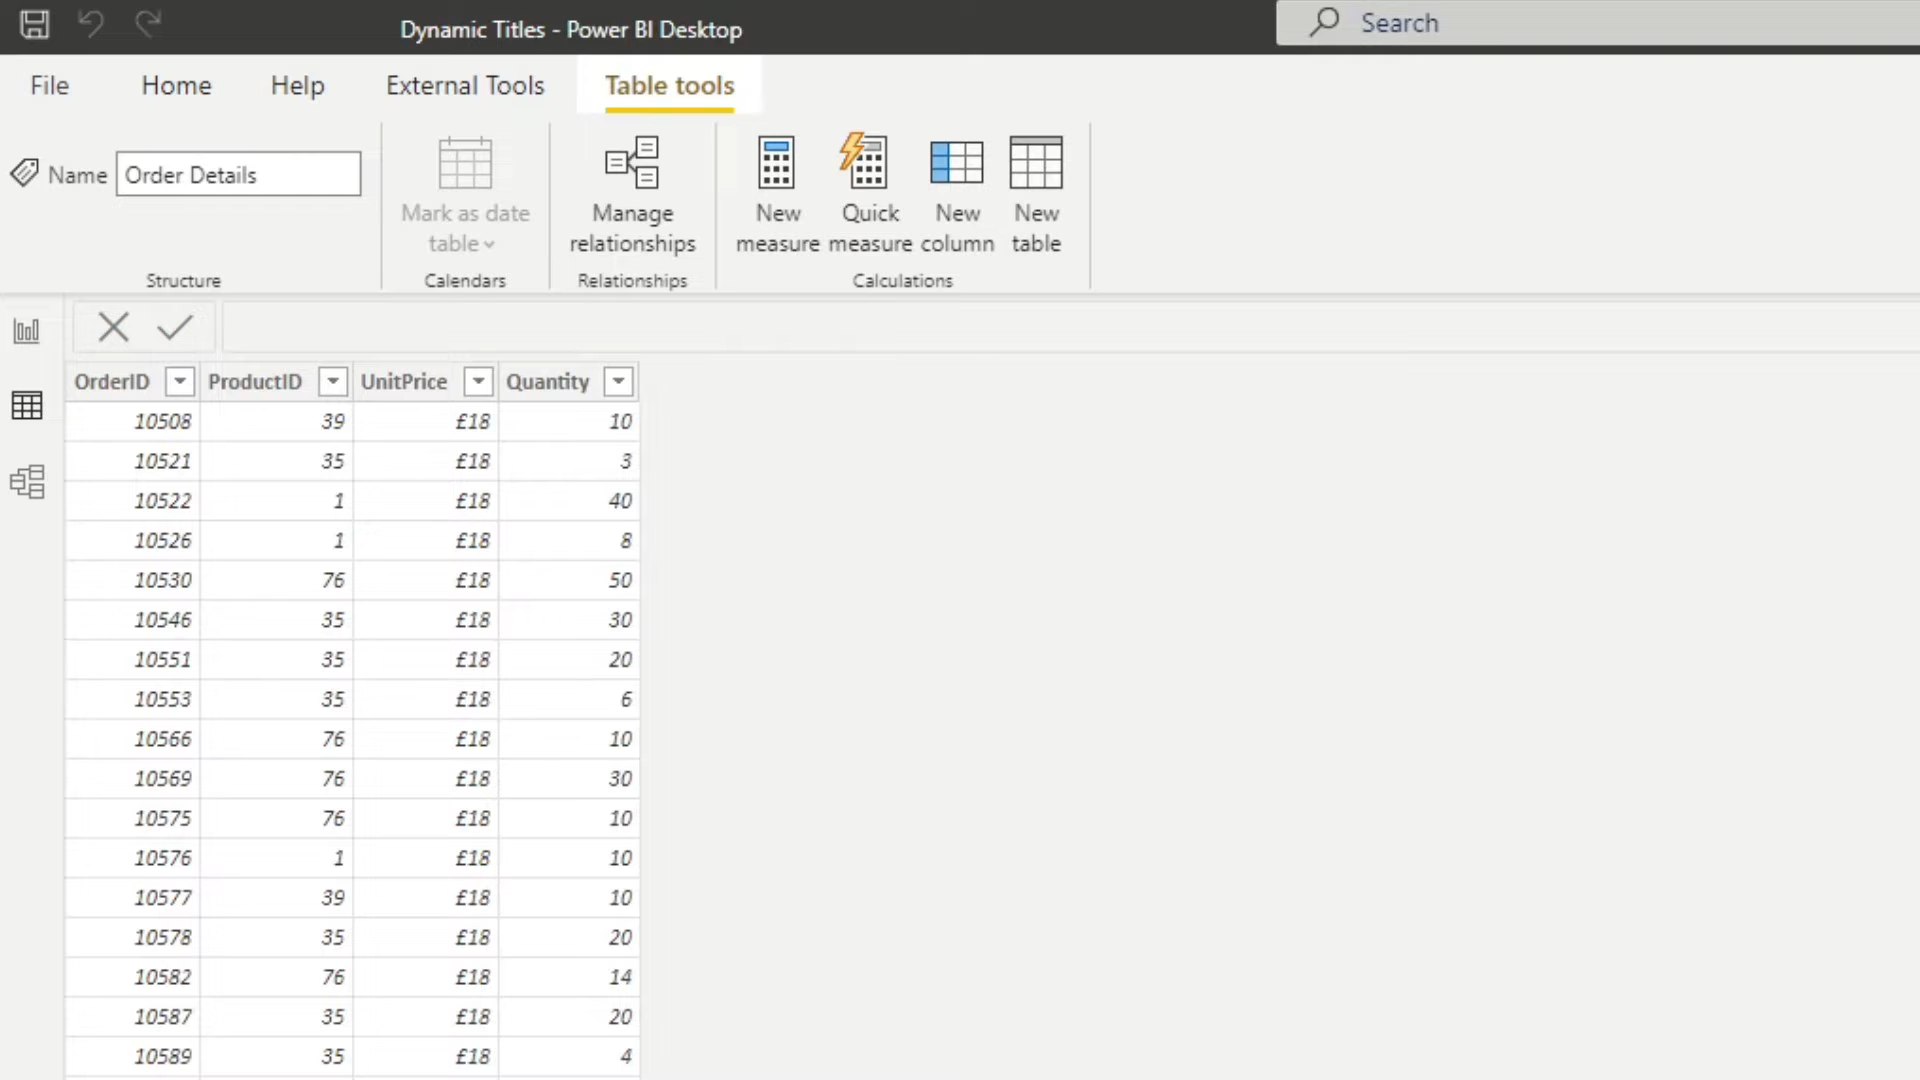 Dynamic Titles - Power BI Desktop
Search
File Home Help External Tools Table tools
Name Order Details
Mark as date table
Manage relationships
New measure
Quick measure
New column
New table
Structure Calendars Relationships Calculations
OrderID ProductID UnitPrice Quantity
10508 39 £18 10
10521 35 £18 3
10522 1 £18 40
10526 1 £18 8
10530 76 £18 50
10546 35 £18 30
10551 35 £18 20
10553 35 £18 6
10566 76 £18 10
10569 76 £18 30
10575 76 £18 10
10576 1 £18 10
10577 39 £18 10
10578 35 £18 20
10582 76 £18 14
10587 35 £18 20
10589 35 £18 4